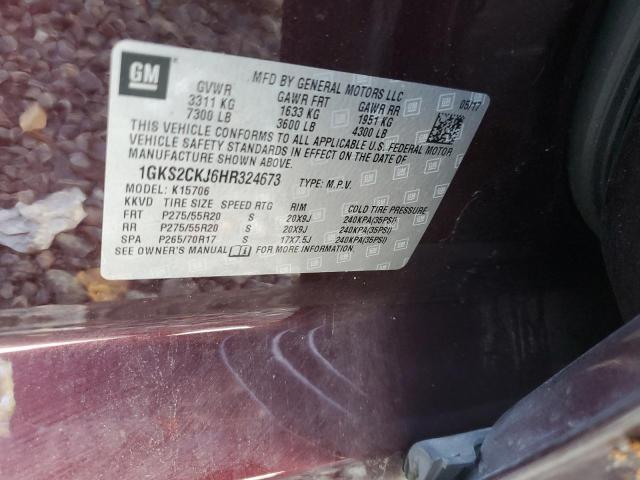 GM
MFD BY GENERAL MOTORS LLC
05/17
GVWR GAWR FRT GAWR RR
3311 KG 1633 KG 1951 KG
7300 LB 3600 LB 4300 LB
THIS VEHICLE CONFORMS TO ALL APPLICABLE U.S. FEDERAL MOTOR
VEHICLE SAFETY STANDARDS IN EFFECT ON THE DATE OF
MANUFACTURE SHOWN ABOVE.
1GKS2CKJ6HR324673 TYPE: M.P.V.
MODEL: K15706
KKVD TIRE SIZE SPEED RTG RIM COLD TIRE PRESSURE
FRT P275/55R20 S 20X9J 240KPA(35PSI)
RR P275/55R20 S 20X9J 240KPA(35PSI)
SPA P265/70R17 S 17X7.5J 240KPA(35PSI)
SEE OWNER'S MANUAL FOR MORE INFORMATION.